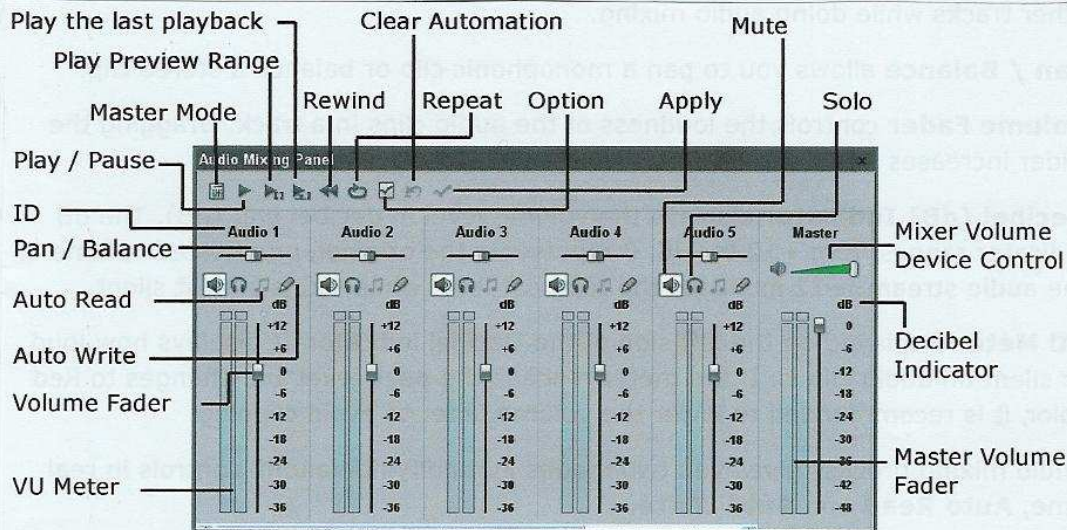 Play the last playback
Clear Automation
Mute
Play Preview Range
Master Mode
Rewind
Repeat
Option
Apply
Solo
Play / Pause
Audio Mixing Panel
ID
Audio 1
Audio 2
Audio 3
Audio 4
Audio 5
Master
Mixer Volume
Device Control
Pan / Balance
Auto Read
dB
+12
+6
0
-6
-12
-18
-24
-30
-36
dB
+12
+6
0
-6
-12
-18
-24
-30
-36
dB
+12
+6
0
-6
-12
-18
-24
-30
-36
dB
+12
+6
0
-6
-12
-18
-24
-30
-36
dB
+12
+6
0
-6
-12
-18
-24
-30
-36
dB
0
-6
-12
-18
-24
-30
-36
-42
-48
Auto Write
Volume Fader
VU Meter
Decibel
Indicator
Master Volume
Fader